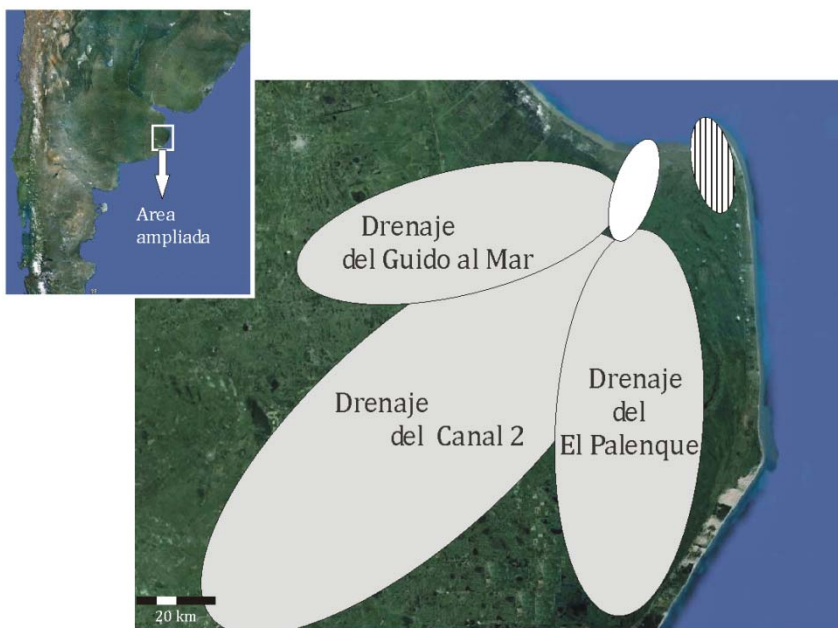 Area
ampliada
Drenaje
del Guido al Mar
Drenaje
del Canal 2
Drenaje
del
El Palenque
20 km